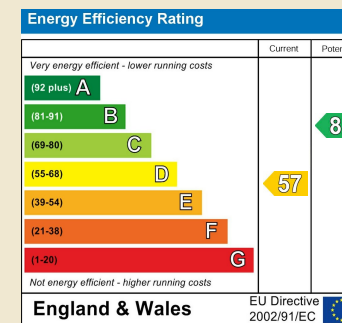 Energy Efficiency Rating
Current
Very energy efficient - lower running costs
(92 plus) A
(81-91) B
(69-80) C
(55-68) D
57
(39-54) E
(21-38) F
(1-20) G
Not energy efficient - higher running costs
England & Wales
EU Directive
2002/91/EC